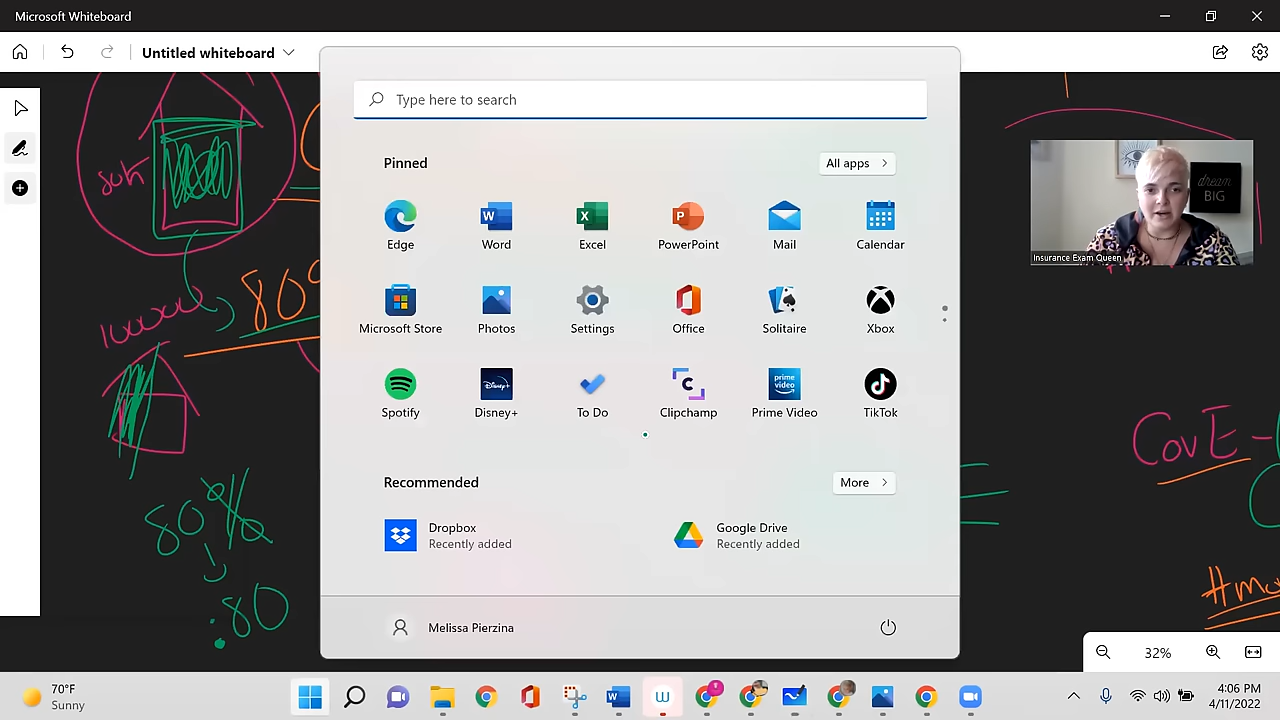 Microsoft Whiteboard
Untitled whiteboard
Type here to search
Pinned
All apps
Edge
Word
Excel
PowerPoint
Mail
Calendar
Microsoft Store
Photos
Settings
Office
Solitaire
Xbox
Spotify
Disney+
To Do
Clipchamp
Prime Video
TikTok
Recommended
More
Dropbox
Recently added
Google Drive
Recently added
Melissa Pierzina
dream
BIG
Insurance Exam Queen
80
80%
.80
CovE -
32%
70°F
Sunny
4:06 PM
4/11/2022